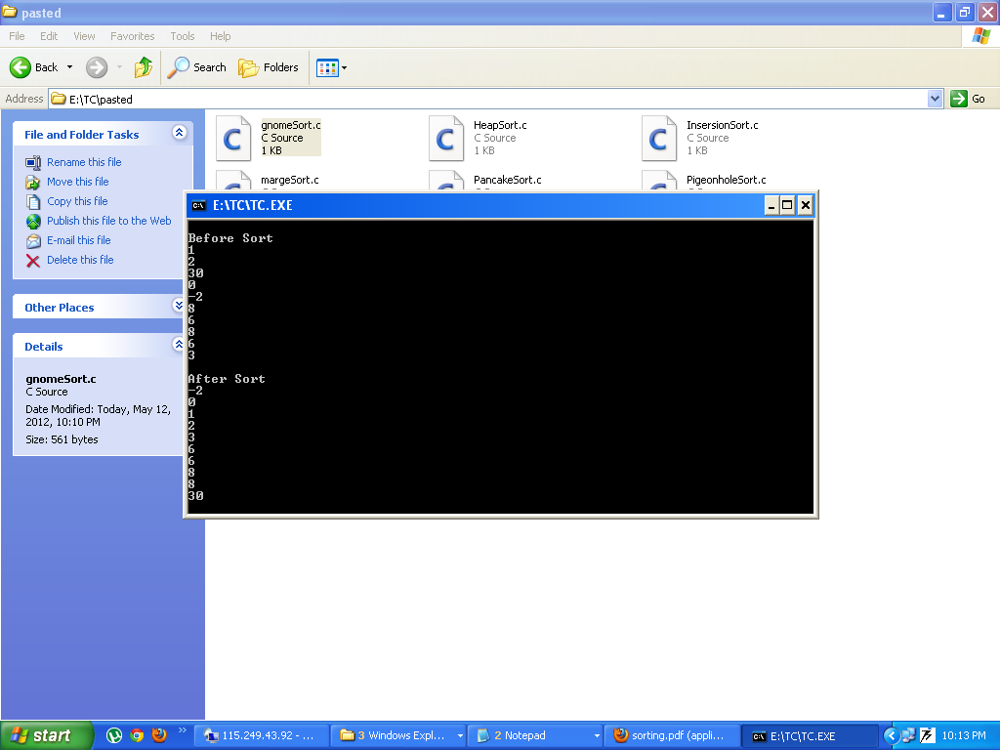 pasted
File Edit View Favorites Tools Help
Back Search Folders
Address E:\TC\pasted Go
File and Folder Tasks
Rename this file
Move this file
Copy this file
Publish this file to the Web
E-mail this file
Delete this file
Other Places
Details
gnomeSort.c
C Source
Date Modified: Today, May 12,
2012, 10:10 PM
Size: 561 bytes
gnomeSort.c
C Source
1 KB
HeapSort.c
C Source
1 KB
InsersionSort.c
C Source
1 KB
margeSort.c
PancakeSort.c
PigeonholeSort.c
E:\TC\TC.EXE
Before Sort
1
2
30
0
-2
8
6
8
6
3
After Sort
-2
0
1
2
3
6
6
8
8
30
start
115.249.43.92 - ...
3 Windows Expl...
2 Notepad
sorting.pdf (appli...
E:\TC\TC.EXE
10:13 PM